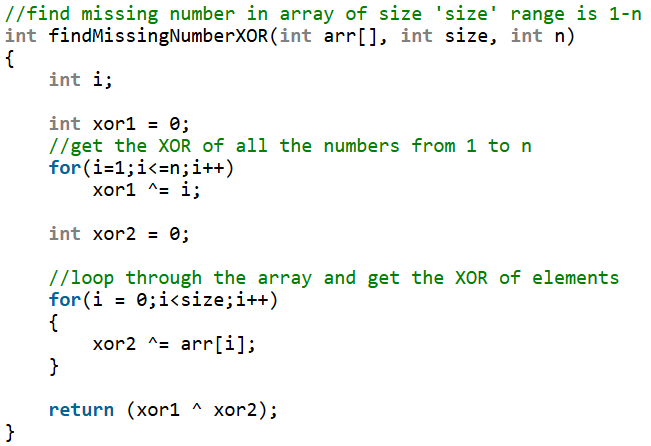 //find missing number in array of size 'size' range is 1-n
int findMissingNumberXOR(int arr[], int size, int n)
{
    int i;

    int xor1 = 0;
    //get the XOR of all the numbers from 1 to n
    for(i=1;i<=n;i++)
        xor1 ^= i;

    int xor2 = 0;

    //loop through the array and get the XOR of elements
    for(i = 0;i<size;i++)
    {
        xor2 ^= arr[i];
    }

    return (xor1 ^ xor2);
}